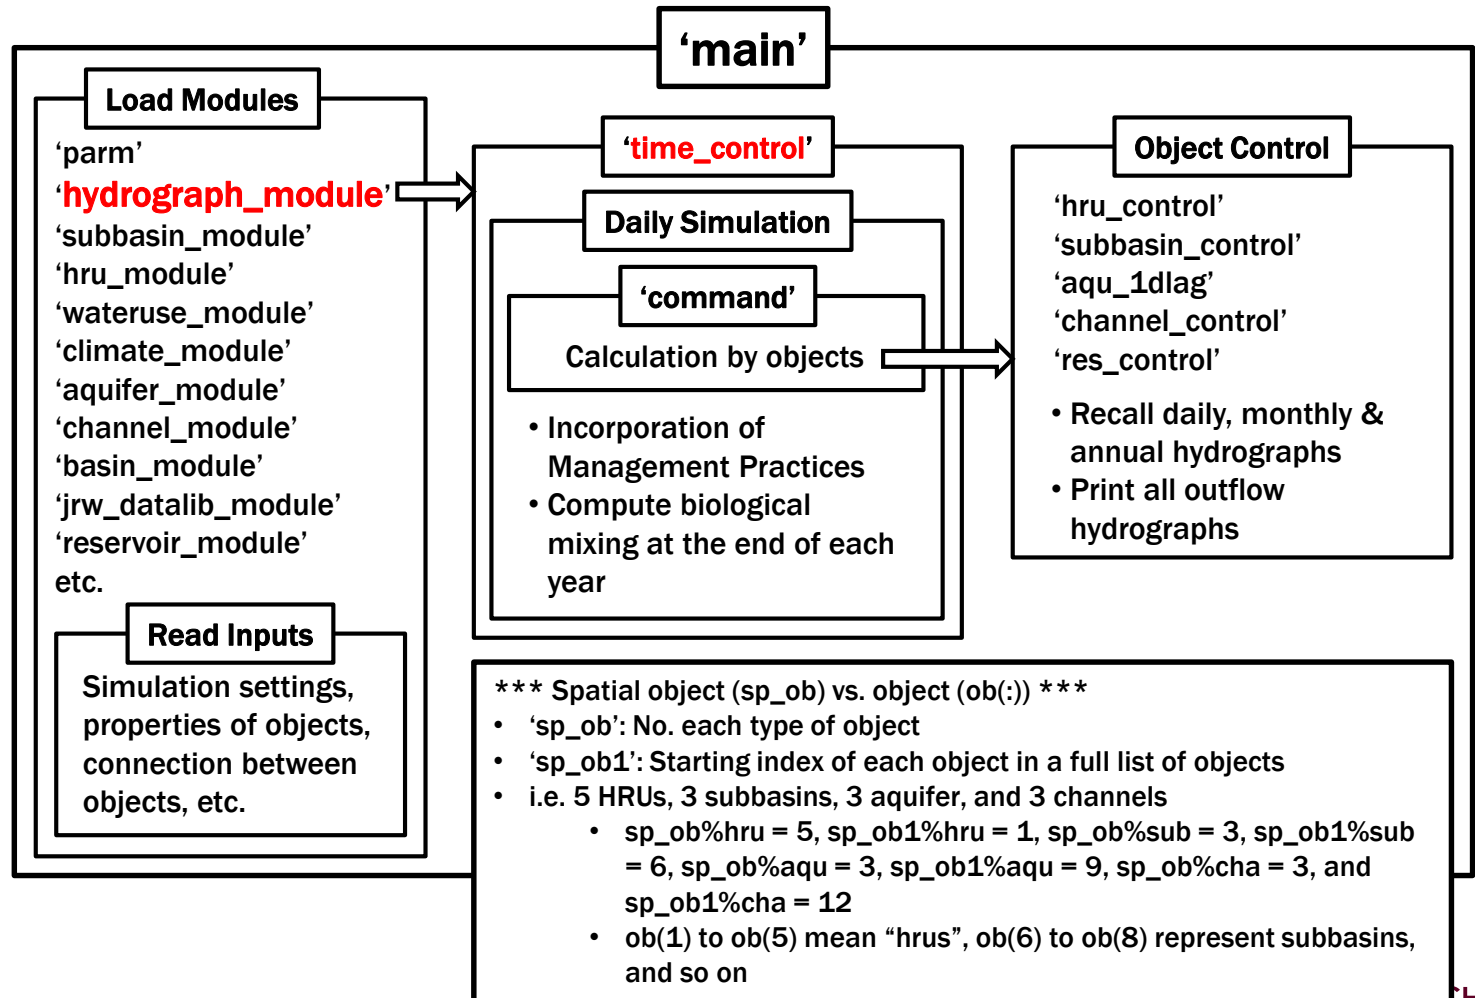 ‘main’
Load Modules
‘parm’
‘hydrograph_module’
‘subbasin_module’
‘hru_module’
‘wateruse_module’
‘climate_module’
‘aquifer_module’
‘channel_module’
‘basin_module’
‘jrw_datalib_module’
‘reservoir_module’
etc.
Read Inputs
Simulation settings,
properties of objects,
connection between
objects, etc.
‘time_control’
Daily Simulation
‘command’
Calculation by objects
• Incorporation of
Management Practices
• Compute biological
mixing at the end of each
year
Object Control
‘hru_control’
‘subbasin_control’
‘aqu_1dlag’
‘channel_control’
‘res_control’
• Recall daily, monthly &
annual hydrographs
• Print all outflow
hydrographs
*** Spatial object (sp_ob) vs. object (ob(:)) ***
• ‘sp_ob’: No. each type of object
• ‘sp_ob1’: Starting index of each object in a full list of objects
• i.e. 5 HRUs, 3 subbasins, 3 aquifer, and 3 channels
• sp_ob%hru = 5, sp_ob1%hru = 1, sp_ob%sub = 3, sp_ob1%sub
= 6, sp_ob%aqu = 3, sp_ob1%aqu = 9, sp_ob%cha = 3, and
sp_ob1%cha = 12
• ob(1) to ob(5) mean “hrus”, ob(6) to ob(8) represent subbasins,
and so on